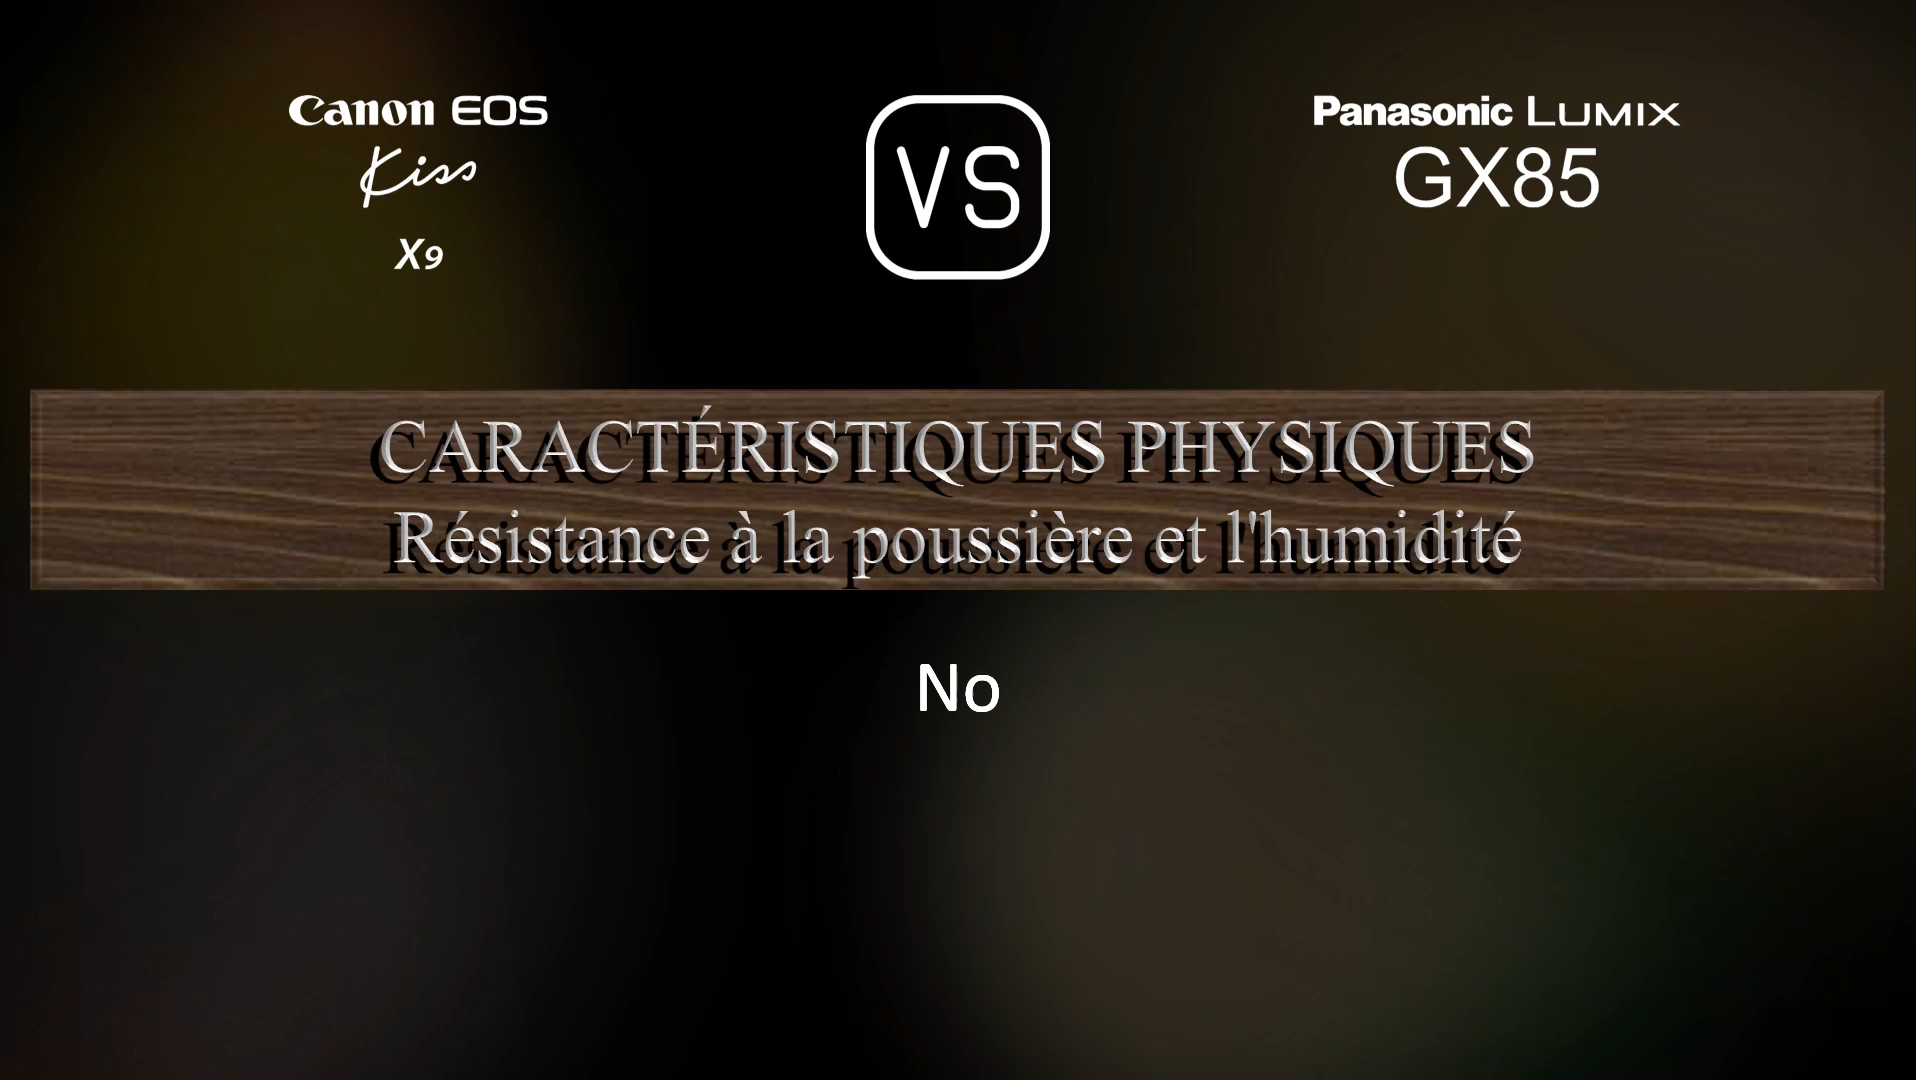 Canon EOS
Kiss
X9
VS
Panasonic LUMIX
GX85
CARACTÉRISTIQUES PHYSIQUES
Résistance à la poussière et l'humidité
No